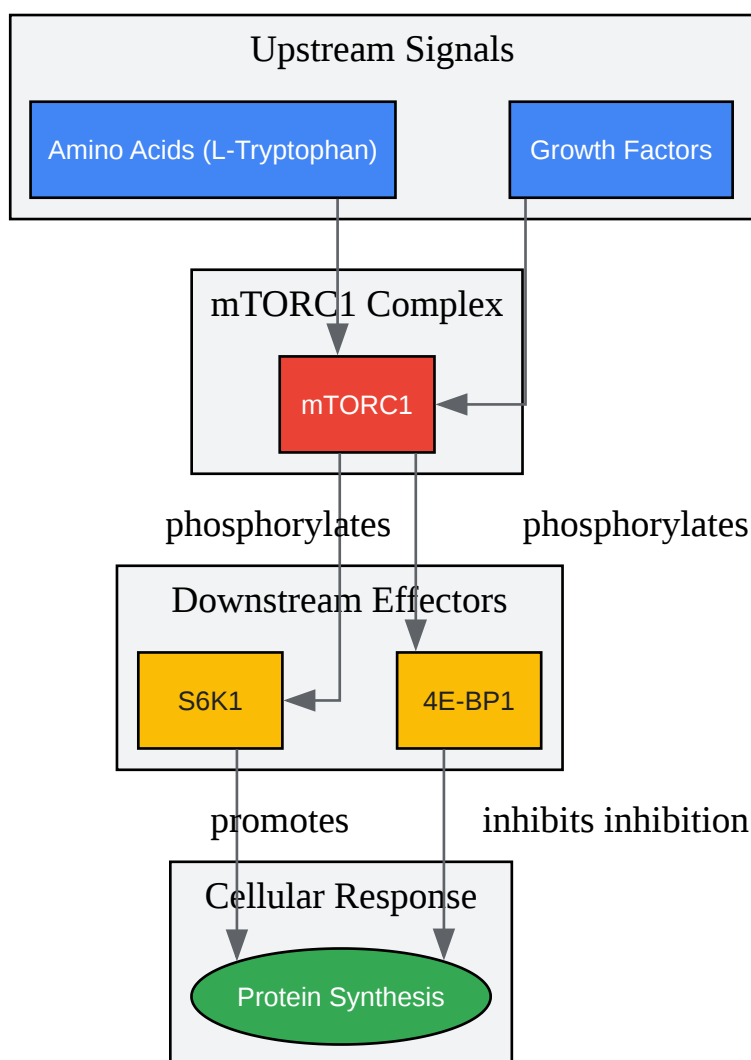 Upstream Signals
Amino Acids (L-Tryptophan)
Growth Factors
mTORC1 Complex
mTORC1
phosphorylates
phosphorylates
Downstream Effectors
S6K1
4E-BP1
promotes
inhibits inhibition
Cellular Response
Protein Synthesis